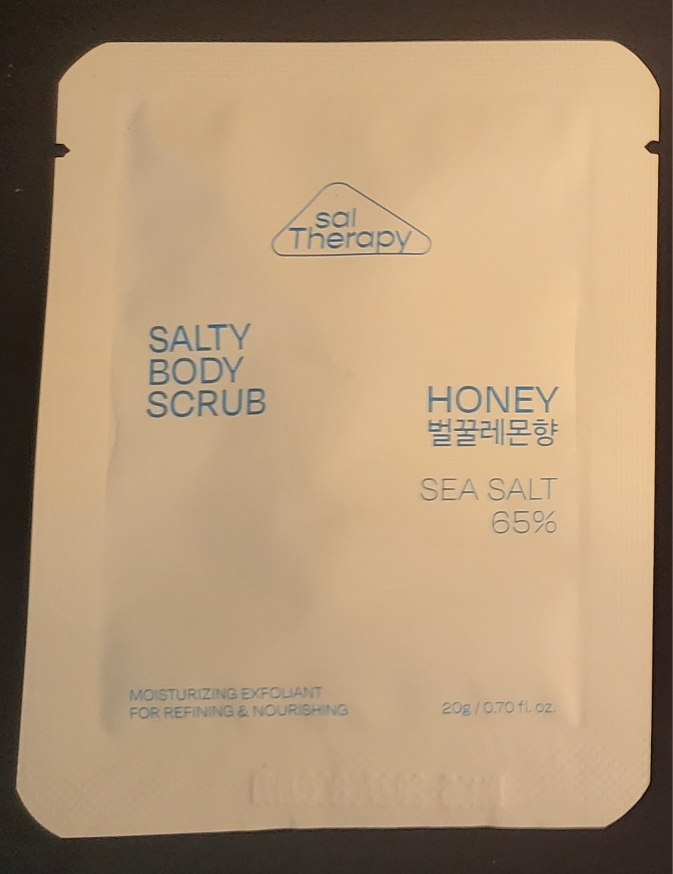 sal
Therapy
SALTY
BODY
SCRUB
HONEY
벌꿀레몬향
SEA SALT
65%
MOISTURIZING EXFOLIANT
FOR REFINING & NOURISHING
20g / 0.70 fl. oz.